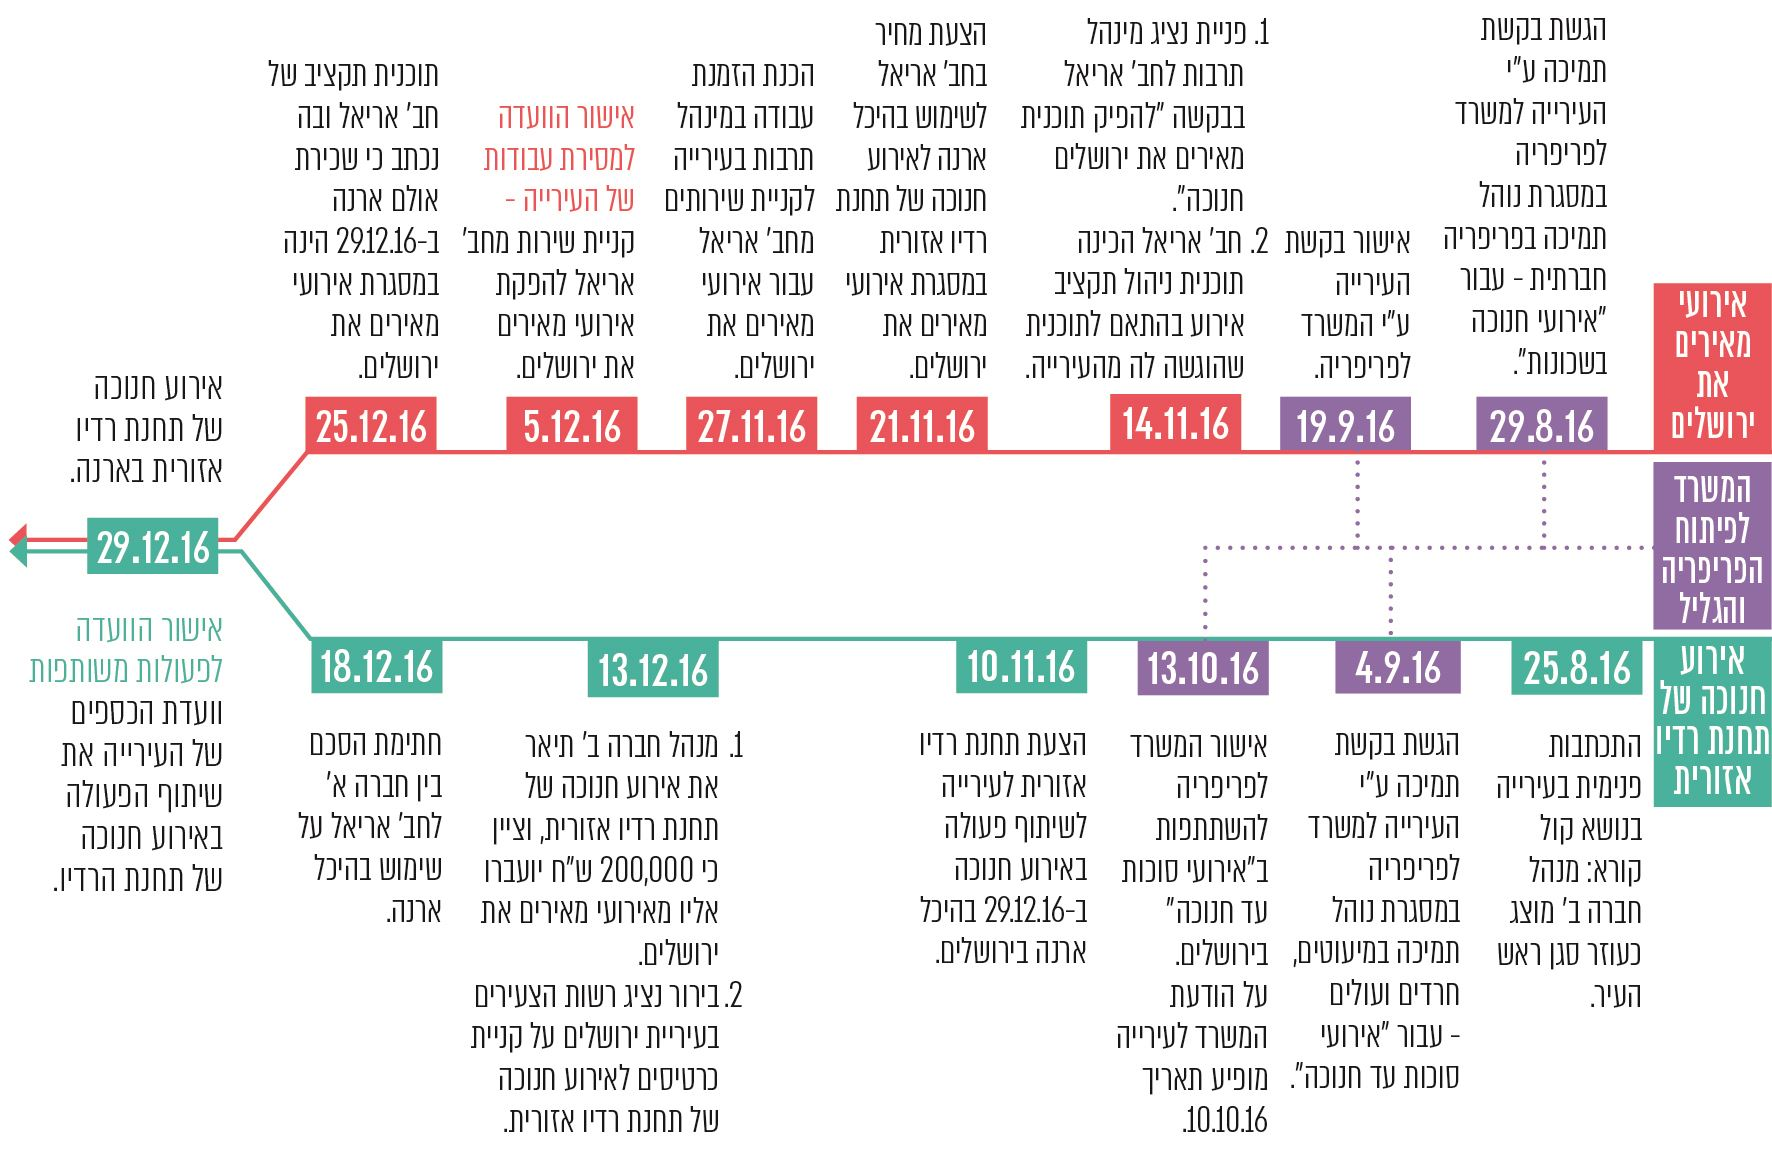 אירועי
מאירים
את
ירושלים
הגשת בקשת
תמיכה ע"י
העירייה למשרד
לפריפריה
במסגרת נוהל
תמיכה בפריפריה
חברתית - עבור
"אירועי חנוכה
בשכונות".
29.8.16
אישור בקשת
העירייה
ע"י המשרד
לפריפריה.
19.9.16
1. פניית נציג מינהל
תרבות לחב' אריאל
בבקשה "להפיק תוכנית
מאירים את ירושלים
חנוכה".
2. חב' אריאל הכינה
תוכנית ניהול תקציב
אירוע בהתאם לתוכנית
שהוגשה לה מהעירייה.
14.11.16
הצעת מחיר
בחב' אריאל
לשימוש בהיכל
ארנה לאירוע
חנוכה של תחנת
רדיו אזורית
במסגרת אירועי
מאירים את
ירושלים.
21.11.16
הכנת הזמנת
עבודה במינהל
תרבות בעירייה
לקניית שירותים
מחב' אריאל
עבור אירועי
מאירים את
ירושלים.
27.11.16
אישור הוועדה
למסירת עבודות
של העירייה -
קניית שירות מחב'
אריאל להפקת
אירועי מאירים
את ירושלים.
5.12.16
תוכנית תקציב של
חב' אריאל ובה
נכתב כי שכירת
אולם ארנה
ב-29.12.16 הינה
במסגרת אירועי
מאירים את
ירושלים.
25.12.16
אירוע חנוכה
של תחנת רדיו
אזורית בארנה.
29.12.16
אישור הוועדה
לפעולות משותפות
וועדת הכספים
של העירייה את
שיתוף הפעולה
באירוע חנוכה
של תחנת הרדיו.
המשרד
לפיתוח
הפריפריה
והגליל
אירוע
חנוכה של
תחנת רדיו
אזורית
25.8.16
התכתבות
פנימית בעירייה
בנושא קול
קורא: מנהל
חברה ב' מוצג
כעוזר סגן ראש
העיר.
4.9.16
הגשת בקשת
תמיכה ע"י
העירייה למשרד
לפריפריה
במסגרת נוהל
תמיכה במיעוטים,
חרדים ועולים
- עבור "אירועי
סוכות עד חנוכה".
13.10.16
אישור המשרד
לפריפריה
להשתתפות
ב"אירועי סוכות
עד חנוכה"
בירושלים.
על הודעת
המשרד לעירייה
מופיע תאריך
10.10.16.
10.11.16
הצעת תחנת רדיו
אזורית לעירייה
לשיתוף פעולה
באירוע חנוכה
ב-29.12.16 בהיכל
ארנה בירושלים.
13.12.16
1. מנהל חברה ב' תיאר
את אירוע חנוכה של
תחנת רדיו אזורית, וציין
כי 200,000 ש"ח יועברו
אליו מאירועי מאירים את
ירושלים.
2. בירור נציג רשות הצעירים
בעיריית ירושלים על קניית
כרטיסים לאירוע חנוכה
של תחנת רדיו אזורית.
18.12.16
חתימת הסכם
בין חברה א'
לחב' אריאל על
שימוש בהיכל
ארנה.